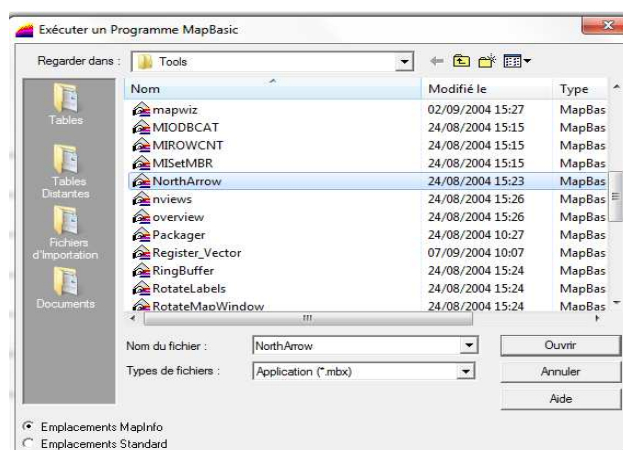 Exécuter un Programme MapBasic
Regarder dans : Tools
Nom Modifié le Type
mapwiz 02/09/2004 15:27 MapBas
MIODBCAT 24/08/2004 15:15 MapBas
MIROWCNT 24/08/2004 15:15 MapBas
MISetMBR 24/08/2004 15:15 MapBas
NorthArrow 24/08/2004 15:23 MapBas
nviews 24/08/2004 15:26 MapBas
overview 24/08/2004 15:26 MapBas
Packager 24/08/2004 10:27 MapBas
Register_Vector 07/09/2004 10:07 MapBas
RingBuffer 24/08/2004 15:24 MapBas
RotateLabels 24/08/2004 15:24 MapBas
RotateMapWindow 24/08/2004 15:24 MapBas
Tables
Tables
Distantes
Fichiers
d'Importation
Documents
Nom du fichier : NorthArrow Ouvrir
Types de fichiers : Application (*.mbx) Annuler
Aide
Emplacements MapInfo
Emplacements Standard